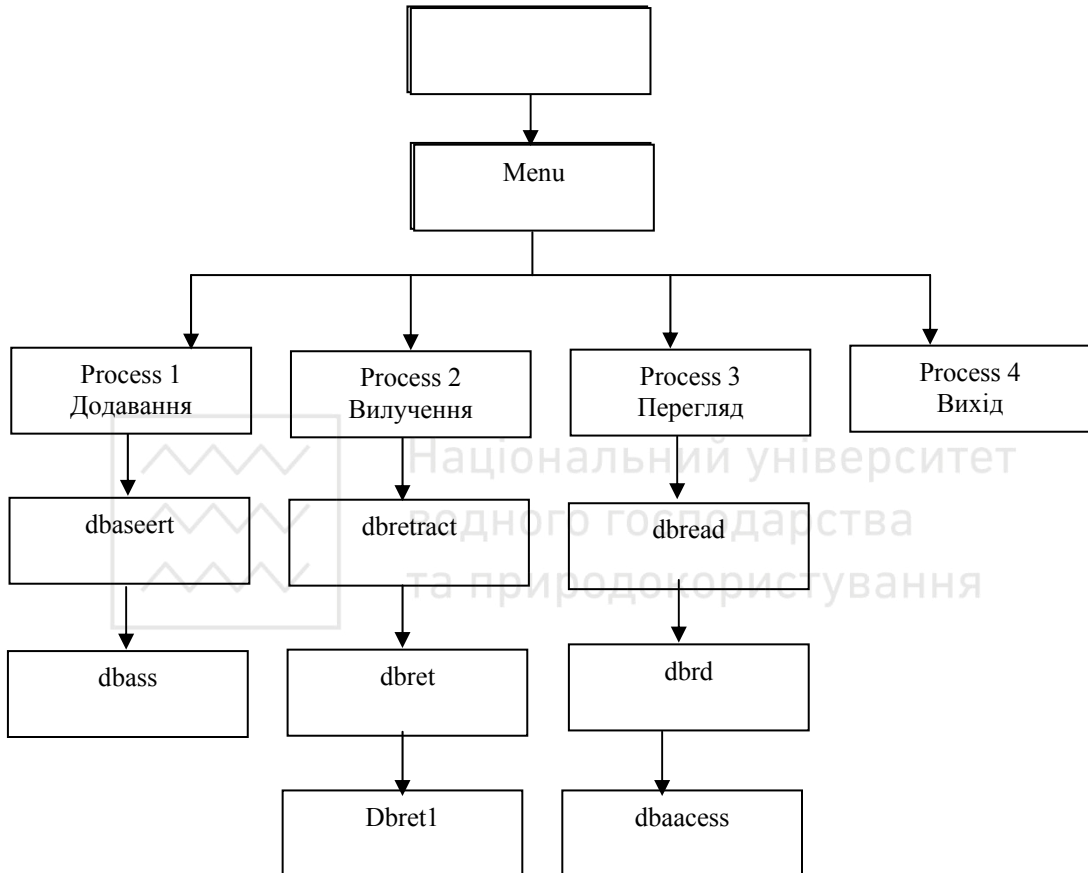 Menu
Process 1
Додавання
Process 2
Вилучення
Process 3
Перегляд
Process 4
Вихід
Національний університет
водного господарства
та природокористування
dbaseert
dbretract
dbread
dbass
dbret
dbrd
Dbret1
dbaacess